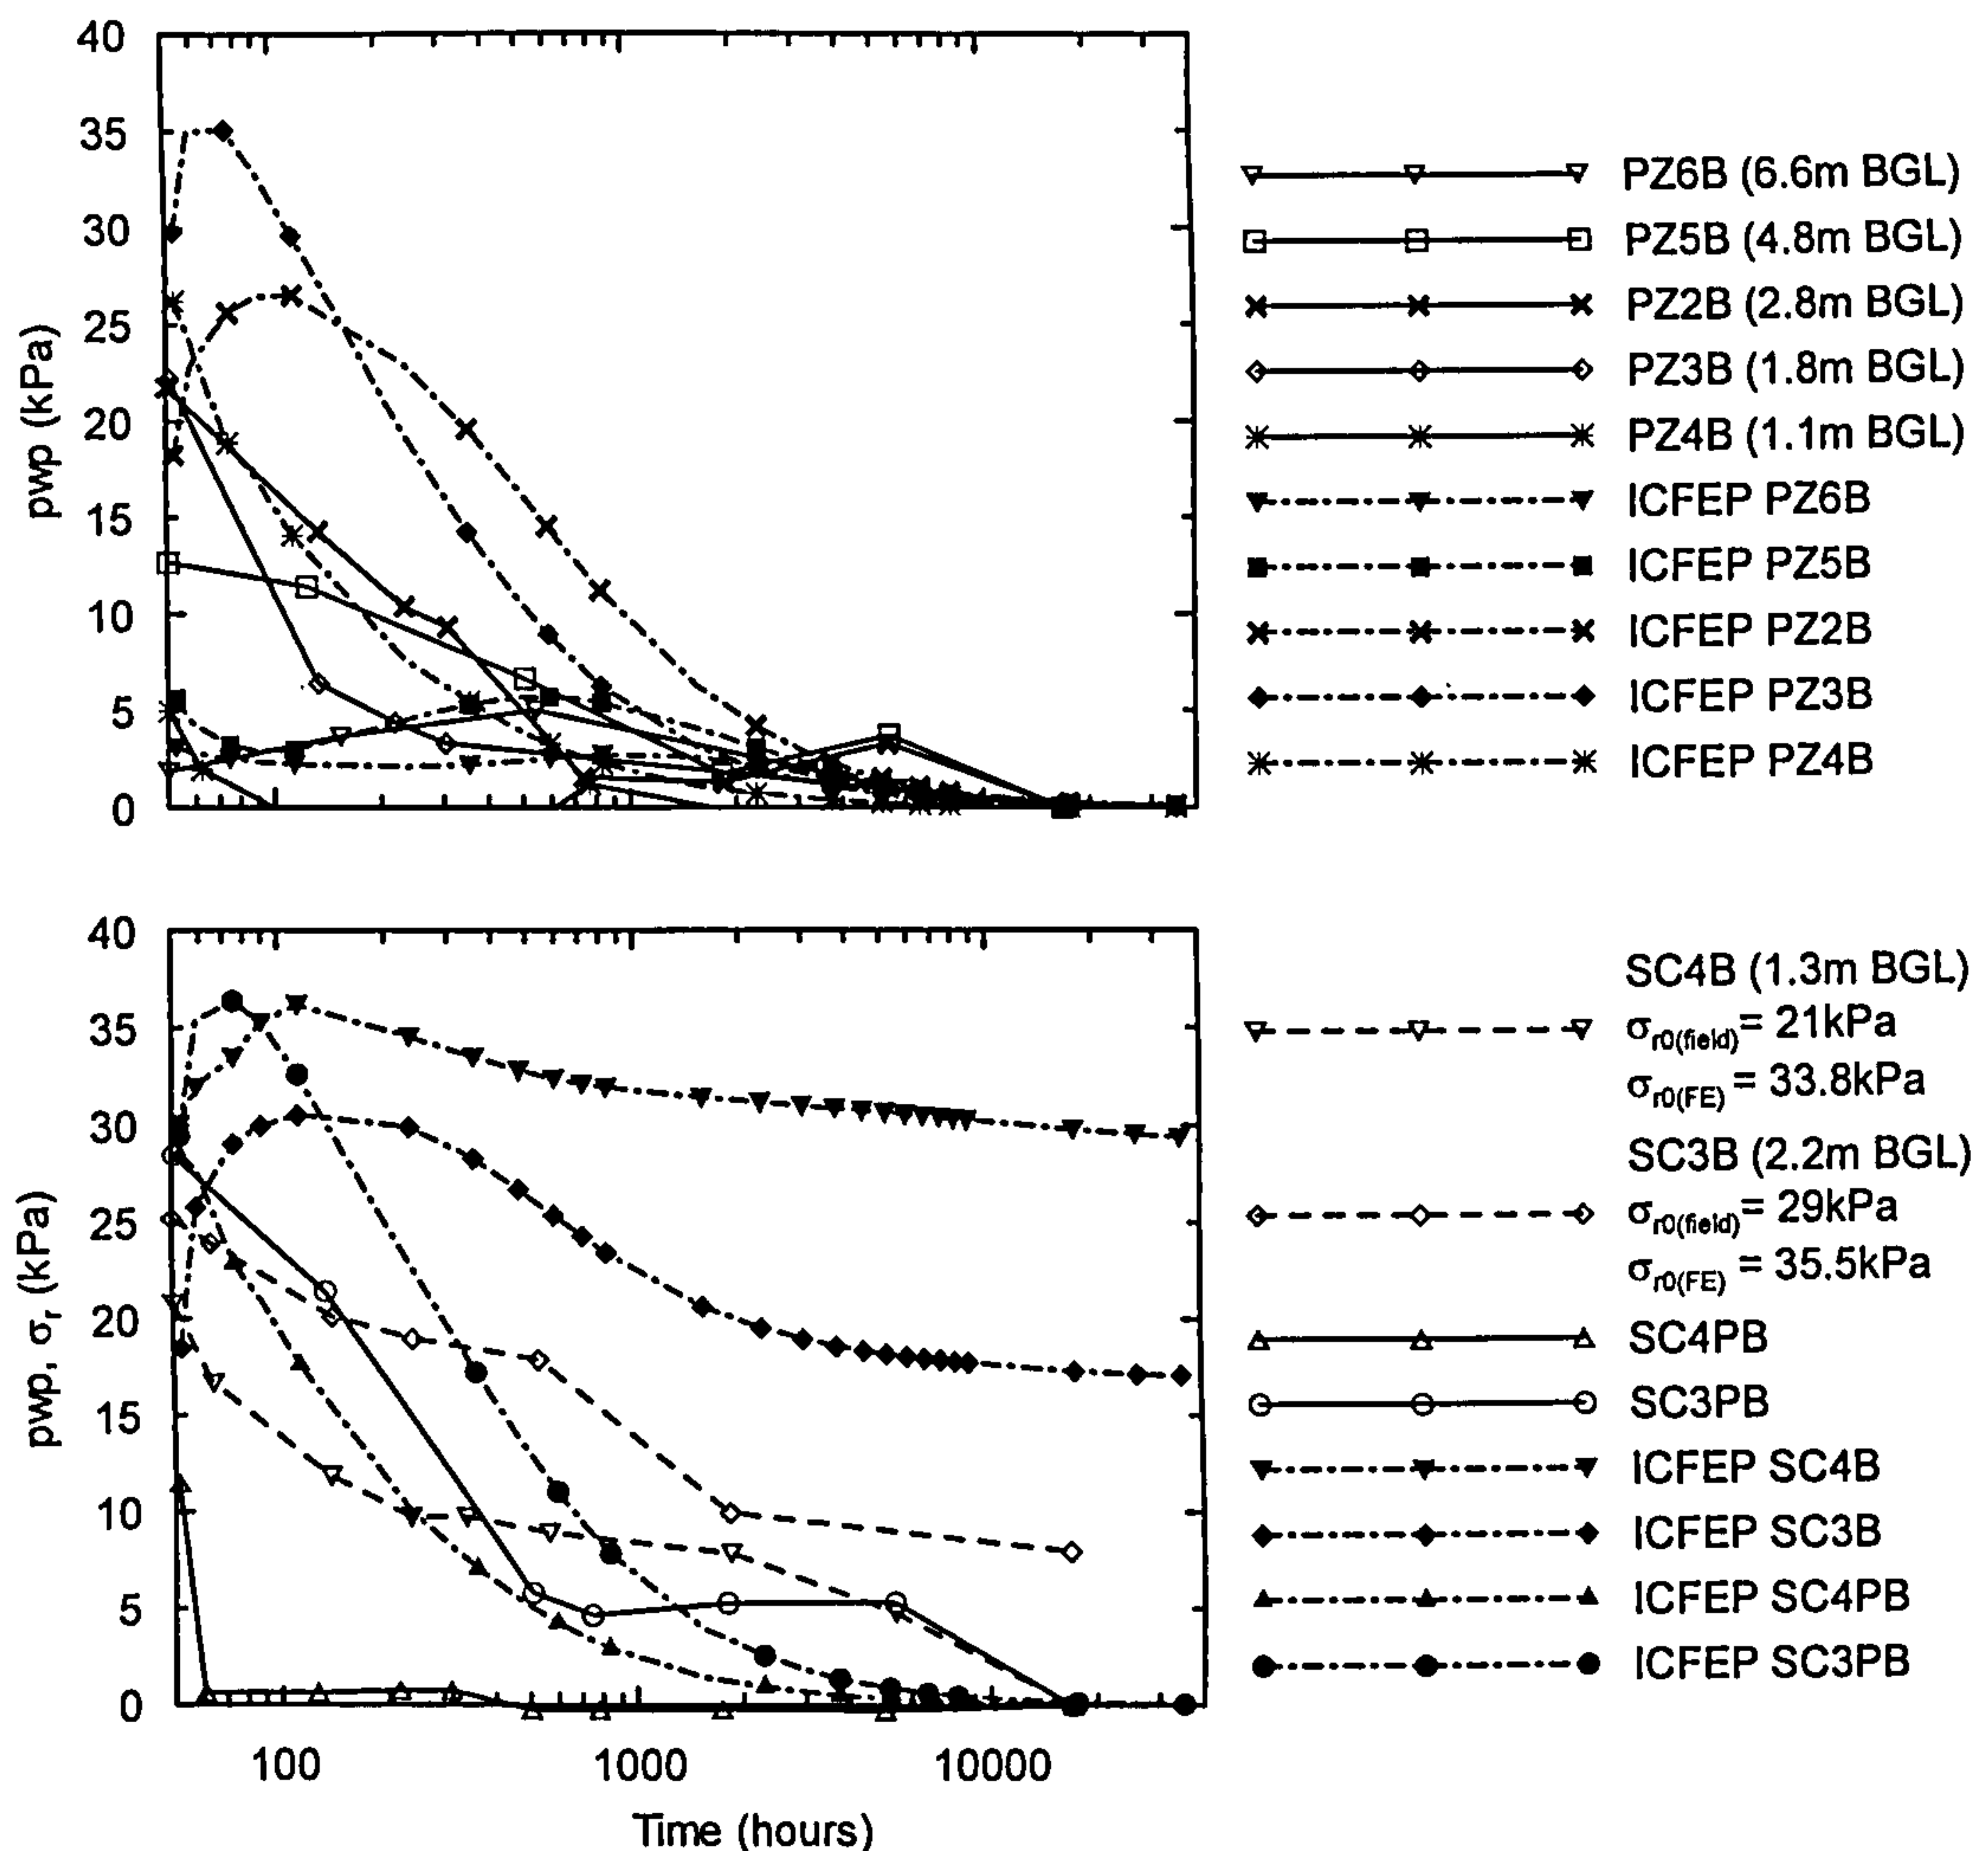 40
35
30
25
20
15
10
5
0
pwp (kPa)
PZ6B (6.6m BGL)
PZ5B (4.8m BGL)
PZ2B (2.8m BGL)
PZ3B (1.8m BGL)
PZ4B (1.1m BGL)
ICFEP PZ6B
ICFEP PZ5B
ICFEP PZ2B
ICFEP PZ3B
ICFEP PZ4B
40
35
30
25
20
15
10
5
0
pwp, σr (kPa)
100 1000 10000
Time (hours)
SC4B (1.3m BGL)
σr0(field)= 21kPa
σr0(FE) = 33.8kPa
SC3B (2.2m BGL)
σr0(field)= 29kPa
σr0(FE) = 35.5kPa
SC4PB
SC3PB
ICFEP SC4B
ICFEP SC3B
ICFEP SC4PB
ICFEP SC3PB